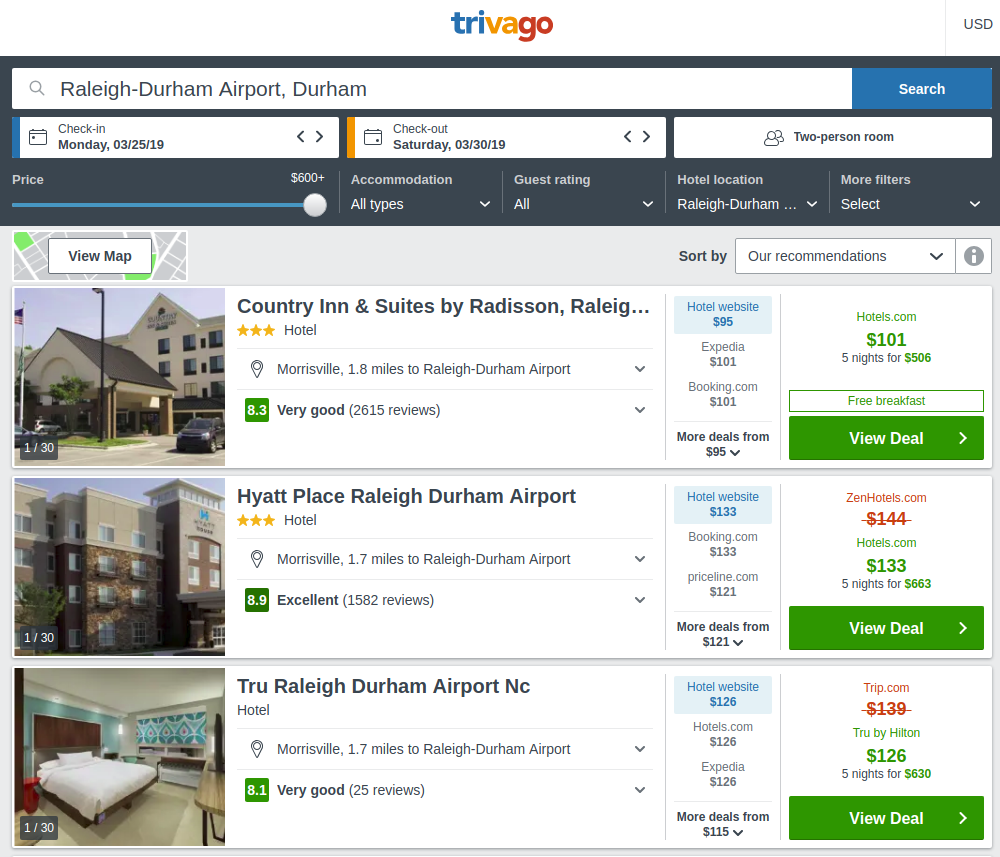 trivago
USD
Raleigh-Durham Airport, Durham
Search
Check-in
Monday, 03/25/19
Check-out
Saturday, 03/30/19
Two-person room
Price
$600+
Accommodation
All types
Guest rating
All
Hotel location
Raleigh-Durham ...
More filters
Select
View Map
Sort by
Our recommendations
Country Inn & Suites by Radisson, Raleig...
Hotel
Morrisville, 1.8 miles to Raleigh-Durham Airport
8.3 Very good (2615 reviews)
1 / 30
Hotel website
$95
Expedia
$101
Booking.com
$101
More deals from
$95
Hotels.com
$101
5 nights for $506
Free breakfast
View Deal
Hyatt Place Raleigh Durham Airport
Hotel
Morrisville, 1.7 miles to Raleigh-Durham Airport
8.9 Excellent (1582 reviews)
HYATT
1 / 30
Hotel website
$133
Booking.com
$133
priceline.com
$121
More deals from
$121
ZenHotels.com
$144
Hotels.com
$133
5 nights for $663
View Deal
Tru Raleigh Durham Airport Nc
Hotel
Morrisville, 1.7 miles to Raleigh-Durham Airport
8.1 Very good (25 reviews)
1 / 30
Hotel website
$126
Hotels.com
$126
Expedia
$126
More deals from
$115
Trip.com
$139
Tru by Hilton
$126
5 nights for $630
View Deal